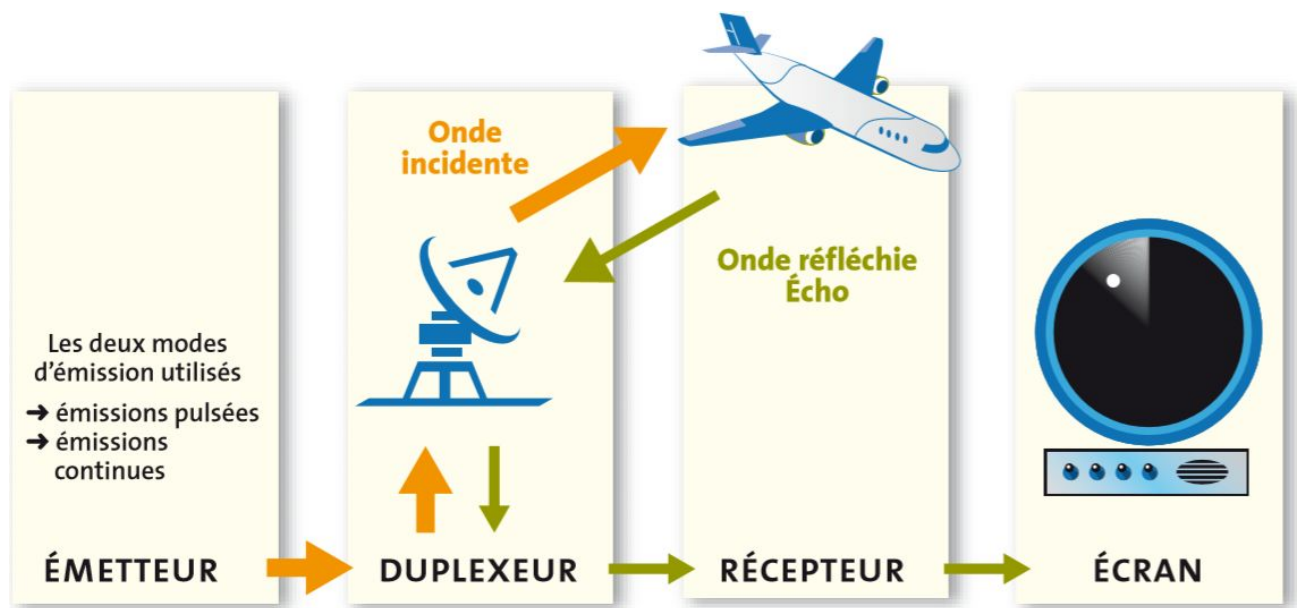 Les deux modes
d'émission utilisés
➔ émissions pulsées
➔ émissions
continues
ÉMETTEUR
Onde
incidente
DUPLEXEUR
Onde réfléchie
Écho
RÉCEPTEUR
ÉCRAN